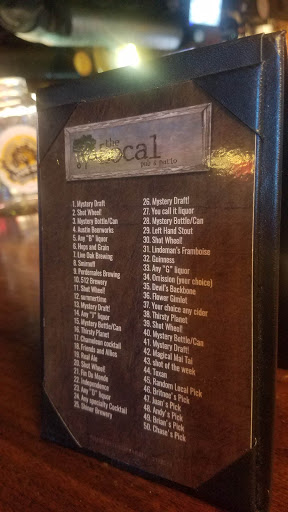 the
Local
pub & patio
1. Mystery Draft
2. Shot Wheel!
3. Mystery Bottle/Can
4. Austin Beerworks
5. Any "B" liquor
6. Hops and Grain
7. Live Oak Brewing
8. Smirnoff
9. Perdernales Brewing
10. 512 Brewery
11. Shot Wheel!
12. summertime
13. Mystery Draft!
14. Any "J" liquor
15. Mystery Bottle/Can
16. Thirsty Planet
17. Chameleon cocktail
18. Friends and Allies
19. Real Ale
20. Shot Wheel!
21. Fin Du Monde
22. Independence
23. Any "D" liquor
24. Any specialty Cocktail
25. Shiner Brewery
26. Mystery Draft!
27. You call it liquor
28. Mystery Bottle/Can
29. Left Hand Stout
30. Shot Wheel!
31. Lindeman's Framboise
32. Guinness
33. Any "G" liquor
34. Omission (your choice)
35. Devil's Backbone
36. Flower Gimlet
37. Your choice any cider
38. Thirsty Planet
39. Shot Wheel!
40. Mystery Bottle/Can
41. Mystery Draft!
42. Magical Mai Tai
43. shot of the week
44. Texan
45. Random Local Pick
46. Britnee's Pick
47. Juan's Pick
48. Andy's Pick
49. Brian's Pick
50. Chase's Pick